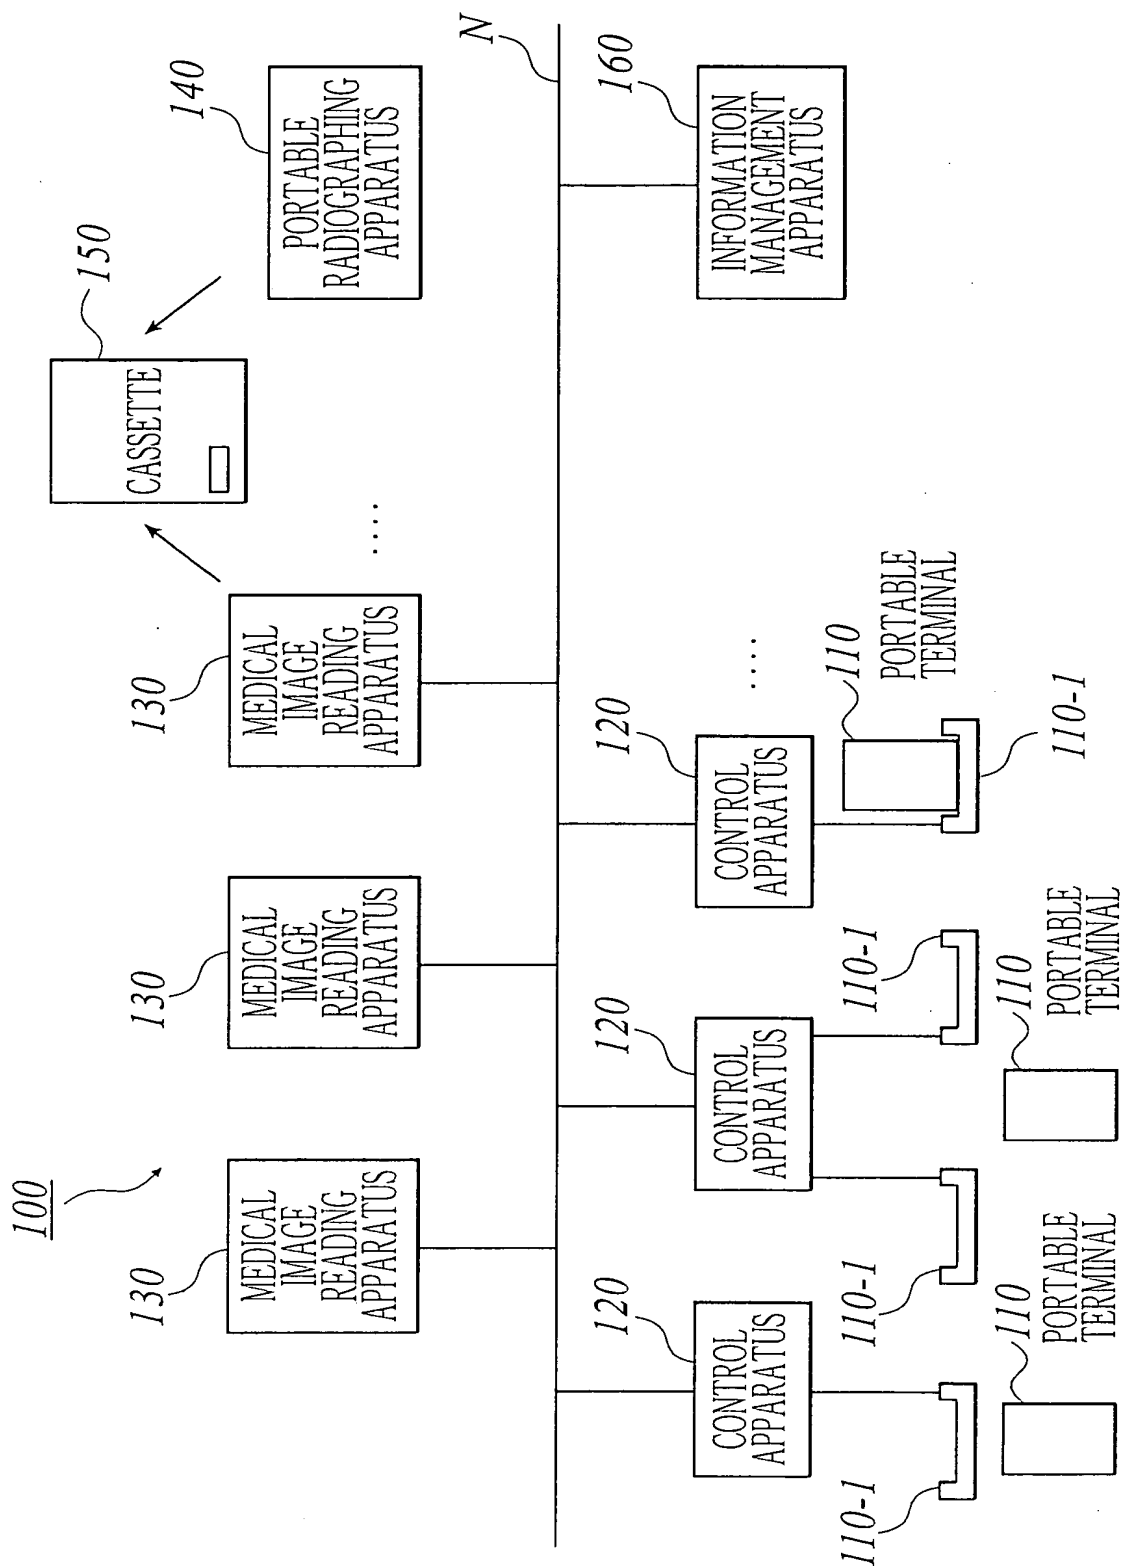 100
150
CASSETTE
130
MEDICAL
IMAGE
READING
APPARATUS
130
MEDICAL
IMAGE
READING
APPARATUS
130
MEDICAL
IMAGE
READING
APPARATUS
.....
140
PORTABLE
RADIOGRAPHING
APPARATUS
N
120
CONTROL
APPARATUS
120
CONTROL
APPARATUS
120
CONTROL
APPARATUS
....
160
INFORMATION
MANAGEMENT
APPARATUS
110-1
110-1
110-1
110
PORTABLE
TERMINAL
110-1
110
PORTABLE
TERMINAL
110
PORTABLE
TERMINAL